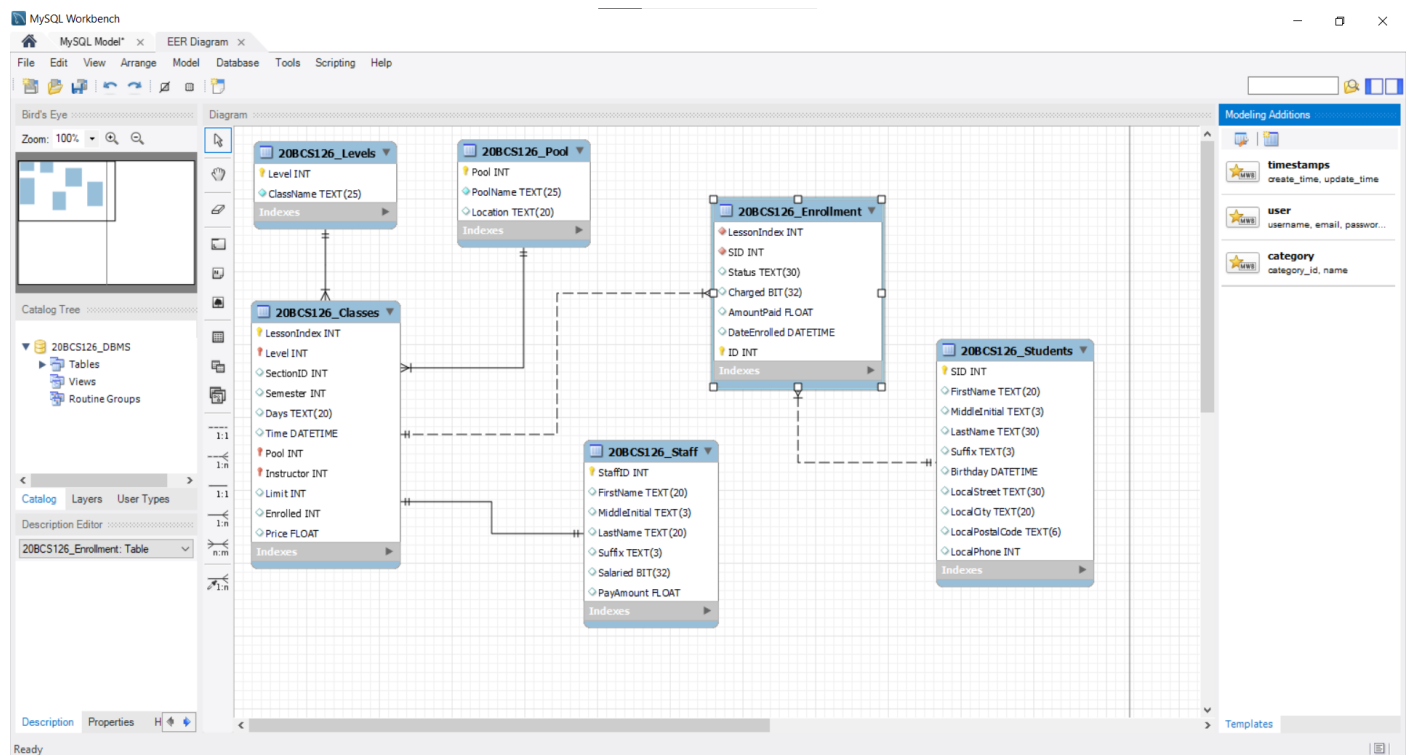 MySQL Workbench
MySQL Model* × EER Diagram ×
File Edit View Arrange Model Database Tools Scripting Help
Bird's Eye
Zoom: 100%
Catalog Tree
20BCS126_DBMS
Tables
Views
Routine Groups
Catalog Layers User Types
Description Editor
20BCS126_Enrollment: Table
Description Properties H
Ready
Diagram
1:1
1:n
1:1
1:n
n:m
1:n
20BCS126_Levels
Level INT
ClassName TEXT(25)
Indexes
20BCS126_Pool
Pool INT
PoolName TEXT(25)
Location TEXT(20)
Indexes
20BCS126_Classes
LessonIndex INT
Level INT
SectionID INT
Semester INT
Days TEXT(20)
Time DATETIME
Pool INT
Instructor INT
Limit INT
Enrolled INT
Price FLOAT
Indexes
20BCS126_Enrollment
LessonIndex INT
SID INT
Status TEXT(30)
Charged BIT(32)
AmountPaid FLOAT
DateEnrolled DATETIME
ID INT
Indexes
20BCS126_Staff
StaffID INT
FirstName TEXT(20)
MiddleInitial TEXT(3)
LastName TEXT(20)
Suffix TEXT(3)
Salaried BIT(32)
PayAmount FLOAT
Indexes
20BCS126_Students
SID INT
FirstName TEXT(20)
MiddleInitial TEXT(3)
LastName TEXT(30)
Suffix TEXT(3)
Birthday DATETIME
LocalStreet TEXT(30)
LocalCity TEXT(20)
LocalPostalCode TEXT(6)
LocalPhone INT
Indexes
Modeling Additions
timestamps
create_time, update_time
user
username, email, passwor...
category
category_id, name
Templates